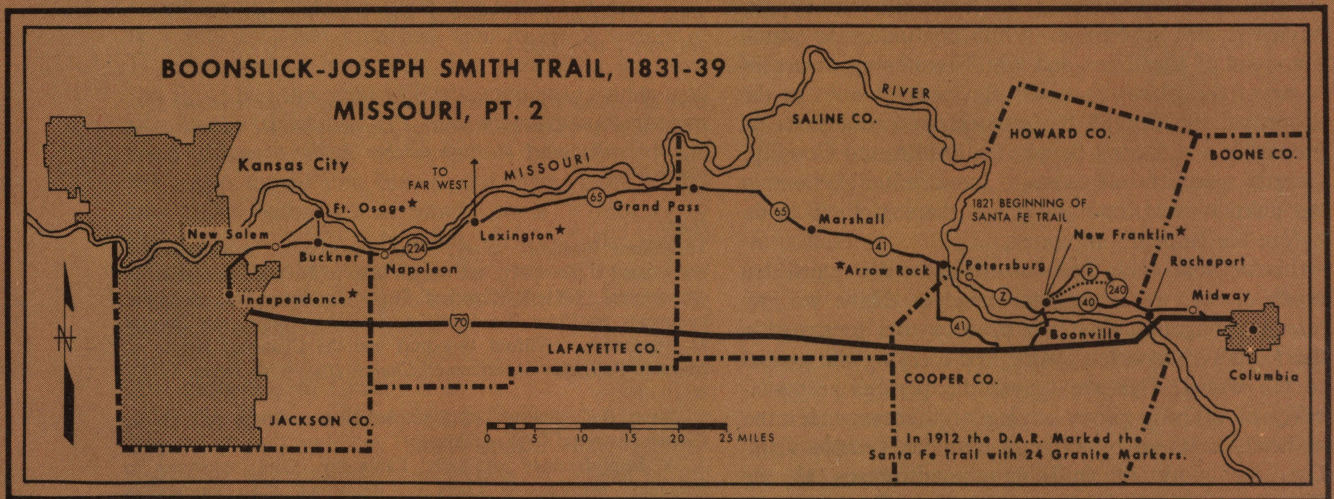 BOONSLICK-JOSEPH SMITH TRAIL, 1831-39
MISSOURI, PT. 2
Kansas City
New Salem
Ft. Osage★
Buckner
Independence★
Napoleon
224
TO
FAR WEST
Lexington★
MISSOURI
65
Grand Pass
65
Marshall
41
SALINE CO.
RIVER
HOWARD CO.
BOONE CO.
1821 BEGINNING OF
SANTA FE TRAIL
New Franklin★
Rocheport
★Arrow Rock
Petersburg
Z
P
240
40
Midway
41
Boonville
Columbia
70
LAFAYETTE CO.
COOPER CO.
JACKSON CO.
N
0 5 10 15 20 25 MILES
In 1912 the D.A.R. Marked the
Santa Fe Trail with 24 Granite Markers.